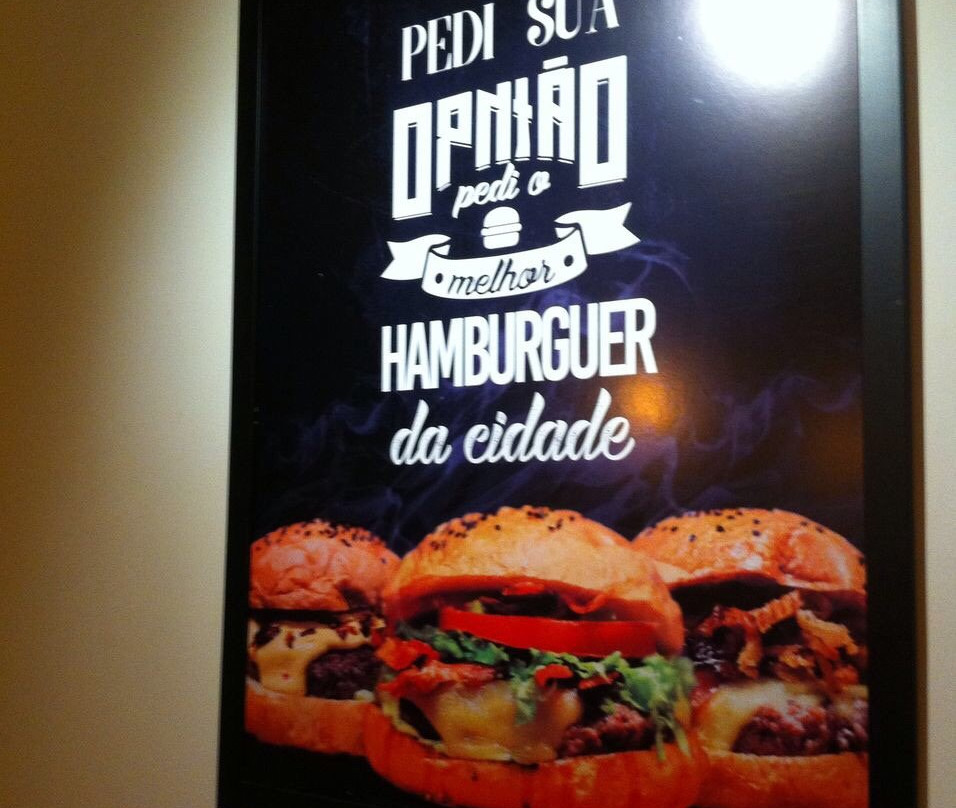 PEDI SUA
OPNIÃO
pedi o
melhor
HAMBURGUER
da cidade